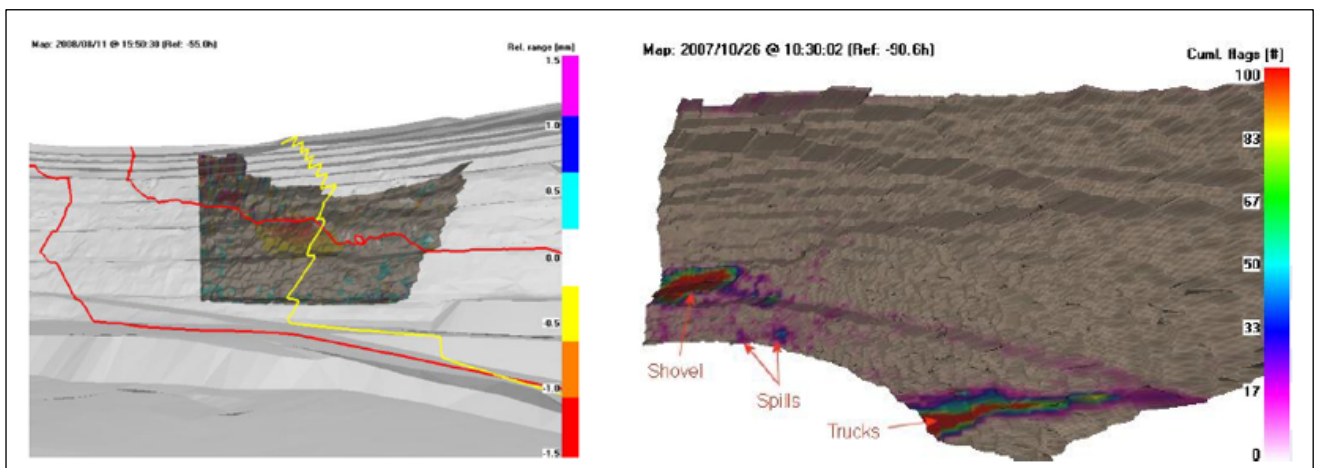 Map: 2008/08/11 @ 15:50:30 (Ref: -55.0h)
Rel. range [mm]
1.5
1.0
0.5
0.0
-0.5
-1.0
-1.5
Map: 2007/10/26 @ 10:30:02 (Ref: -90.6h)
Cuml. flags [#]
100
83
67
50
33
17
0
Shovel
Spills
Trucks